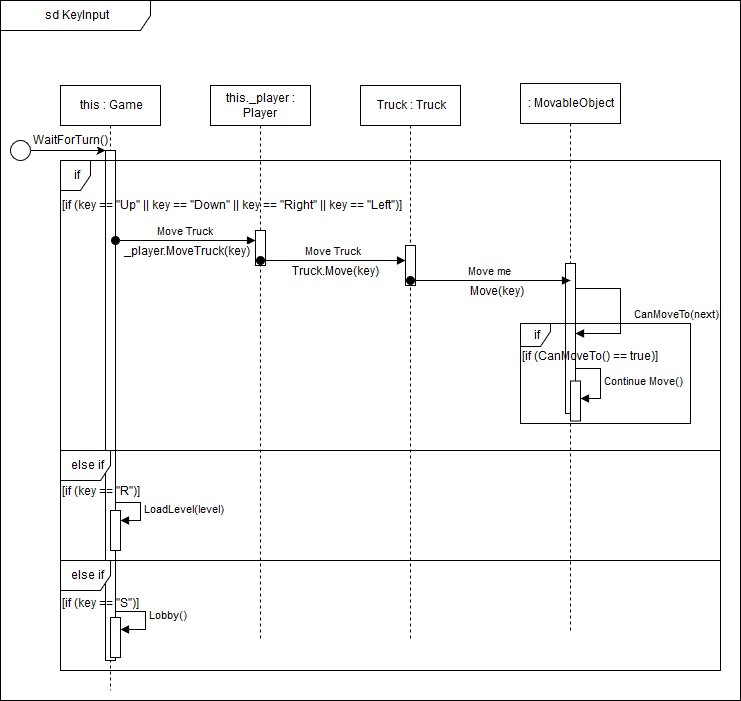 sd KeyInput
this : Game
this._player :
Player
Truck : Truck
: MovableObject
WaitForTurn()
if
[if (key == "Up" || key == "Down" || key == "Right" || key == "Left")]
Move Truck
_player.MoveTruck(key)
Move Truck
Truck.Move(key)
Move me
Move(key)
CanMoveTo(next)
if
[if (CanMoveTo() == true)]
Continue Move()
else if
[if (key == "R")]
LoadLevel(level)
else if
[if (key == "S")]
Lobby()